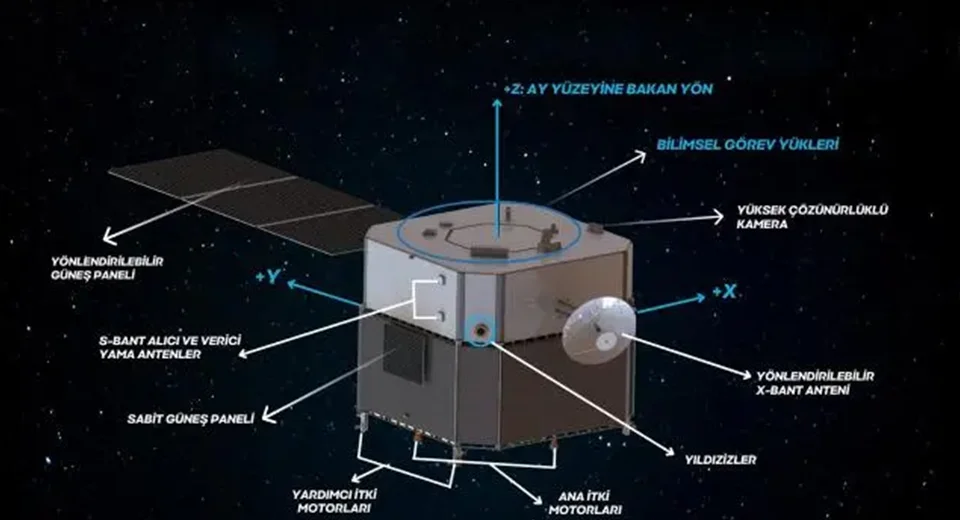 +Z: AY YÜZEYİNE BAKAN YÖN
BİLİMSEL GÖREV YÜKLERİ
YÜKSEK ÇÖZÜNÜRLÜKLÜ
KAMERA
YÖNLENDİRİLEBİLİR
GÜNEŞ PANELİ
+Y
+X
S-BANT ALICI VE VERİCİ
YAMA ANTENLER
YÖNLENDİRİLEBİLİR
X-BANT ANTENİ
SABİT GÜNEŞ PANELİ
YILDIZİZLER
YARDIMCI İTKİ
MOTORLARI
ANA İTKİ
MOTORLARI